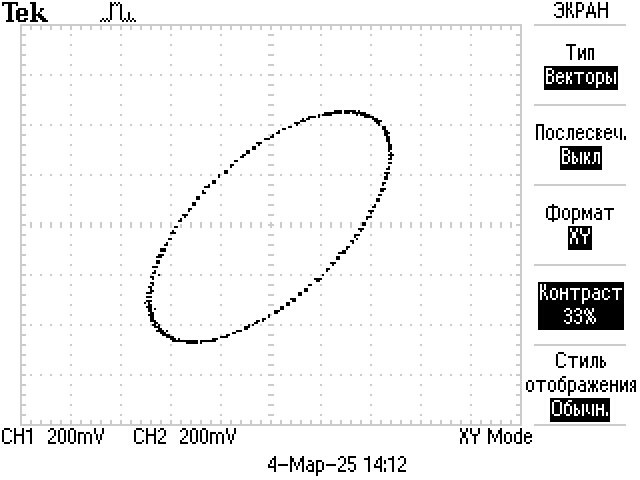 Tek
ЭКРАН
Тип
Векторы
Послесвеч.
Выкл
Формат
XY
Контраст
33%
Стиль
отображения
Обычн.
CH1 200mV CH2 200mV XY Mode
4-Мар-25 14:12